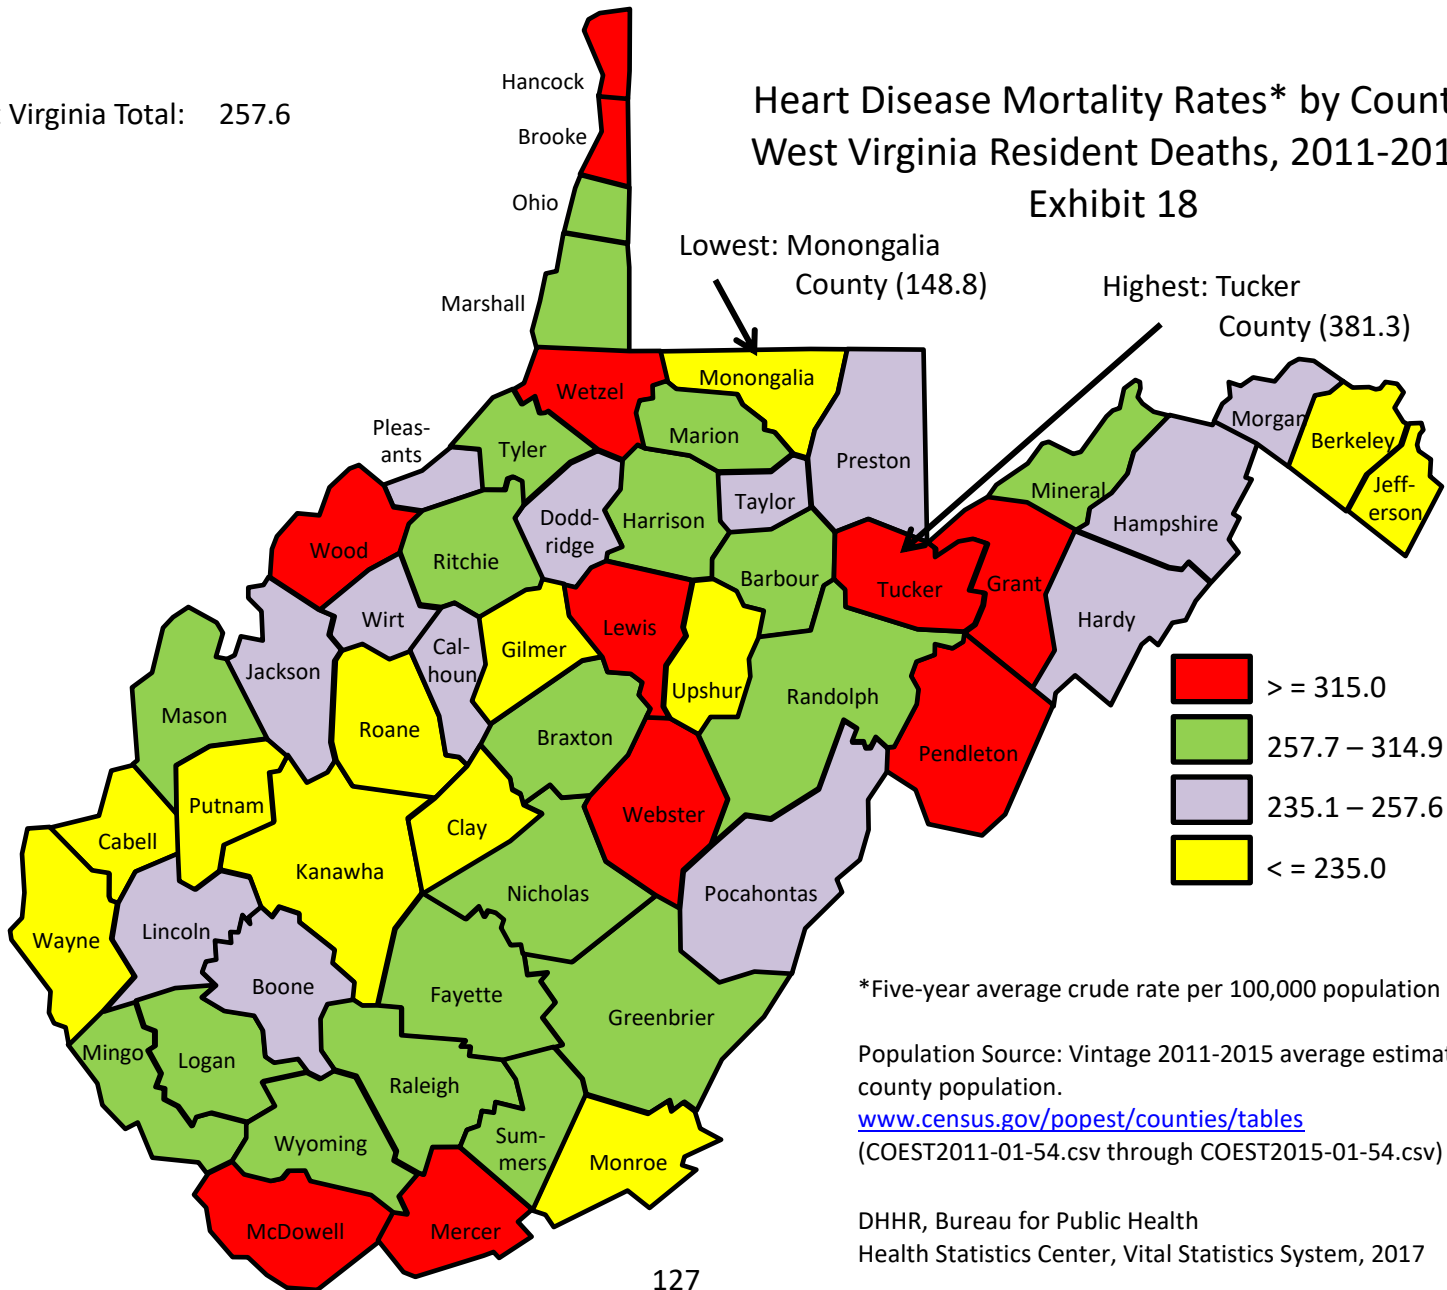 Virginia Total: 257.6
Heart Disease Mortality Rates* by Count
West Virginia Resident Deaths, 2011-201
Exhibit 18
Lowest: Monongalia
County (148.8)
Highest: Tucker
County (381.3)
Hancock
Brooke
Ohio
Marshall
Wetzel
Monongalia
Marion
Preston
Morgan
Berkeley
Jeff-
erson
Mineral
Hampshire
Pleas-
ants
Tyler
Dodd-
ridge
Harrison
Taylor
Wood
Ritchie
Barbour
Tucker
Grant
Hardy
Wirt
Cal-
houn
Gilmer
Lewis
Upshur
Randolph
Jackson
Mason
Roane
Braxton
Pendleton
Putnam
Cabell
Clay
Webster
Kanawha
Nicholas
Pocahontas
Wayne
Lincoln
Boone
Fayette
Greenbrier
Mingo
Logan
Raleigh
Wyoming
Sum-
mers
Monroe
McDowell
Mercer
> = 315.0
257.7 – 314.9
235.1 – 257.6
< = 235.0
*Five-year average crude rate per 100,000 population
Population Source: Vintage 2011-2015 average estimat
county population.
www.census.gov/popest/counties/tables
(COEST2011-01-54.csv through COEST2015-01-54.csv)
DHHR, Bureau for Public Health
Health Statistics Center, Vital Statistics System, 2017
127